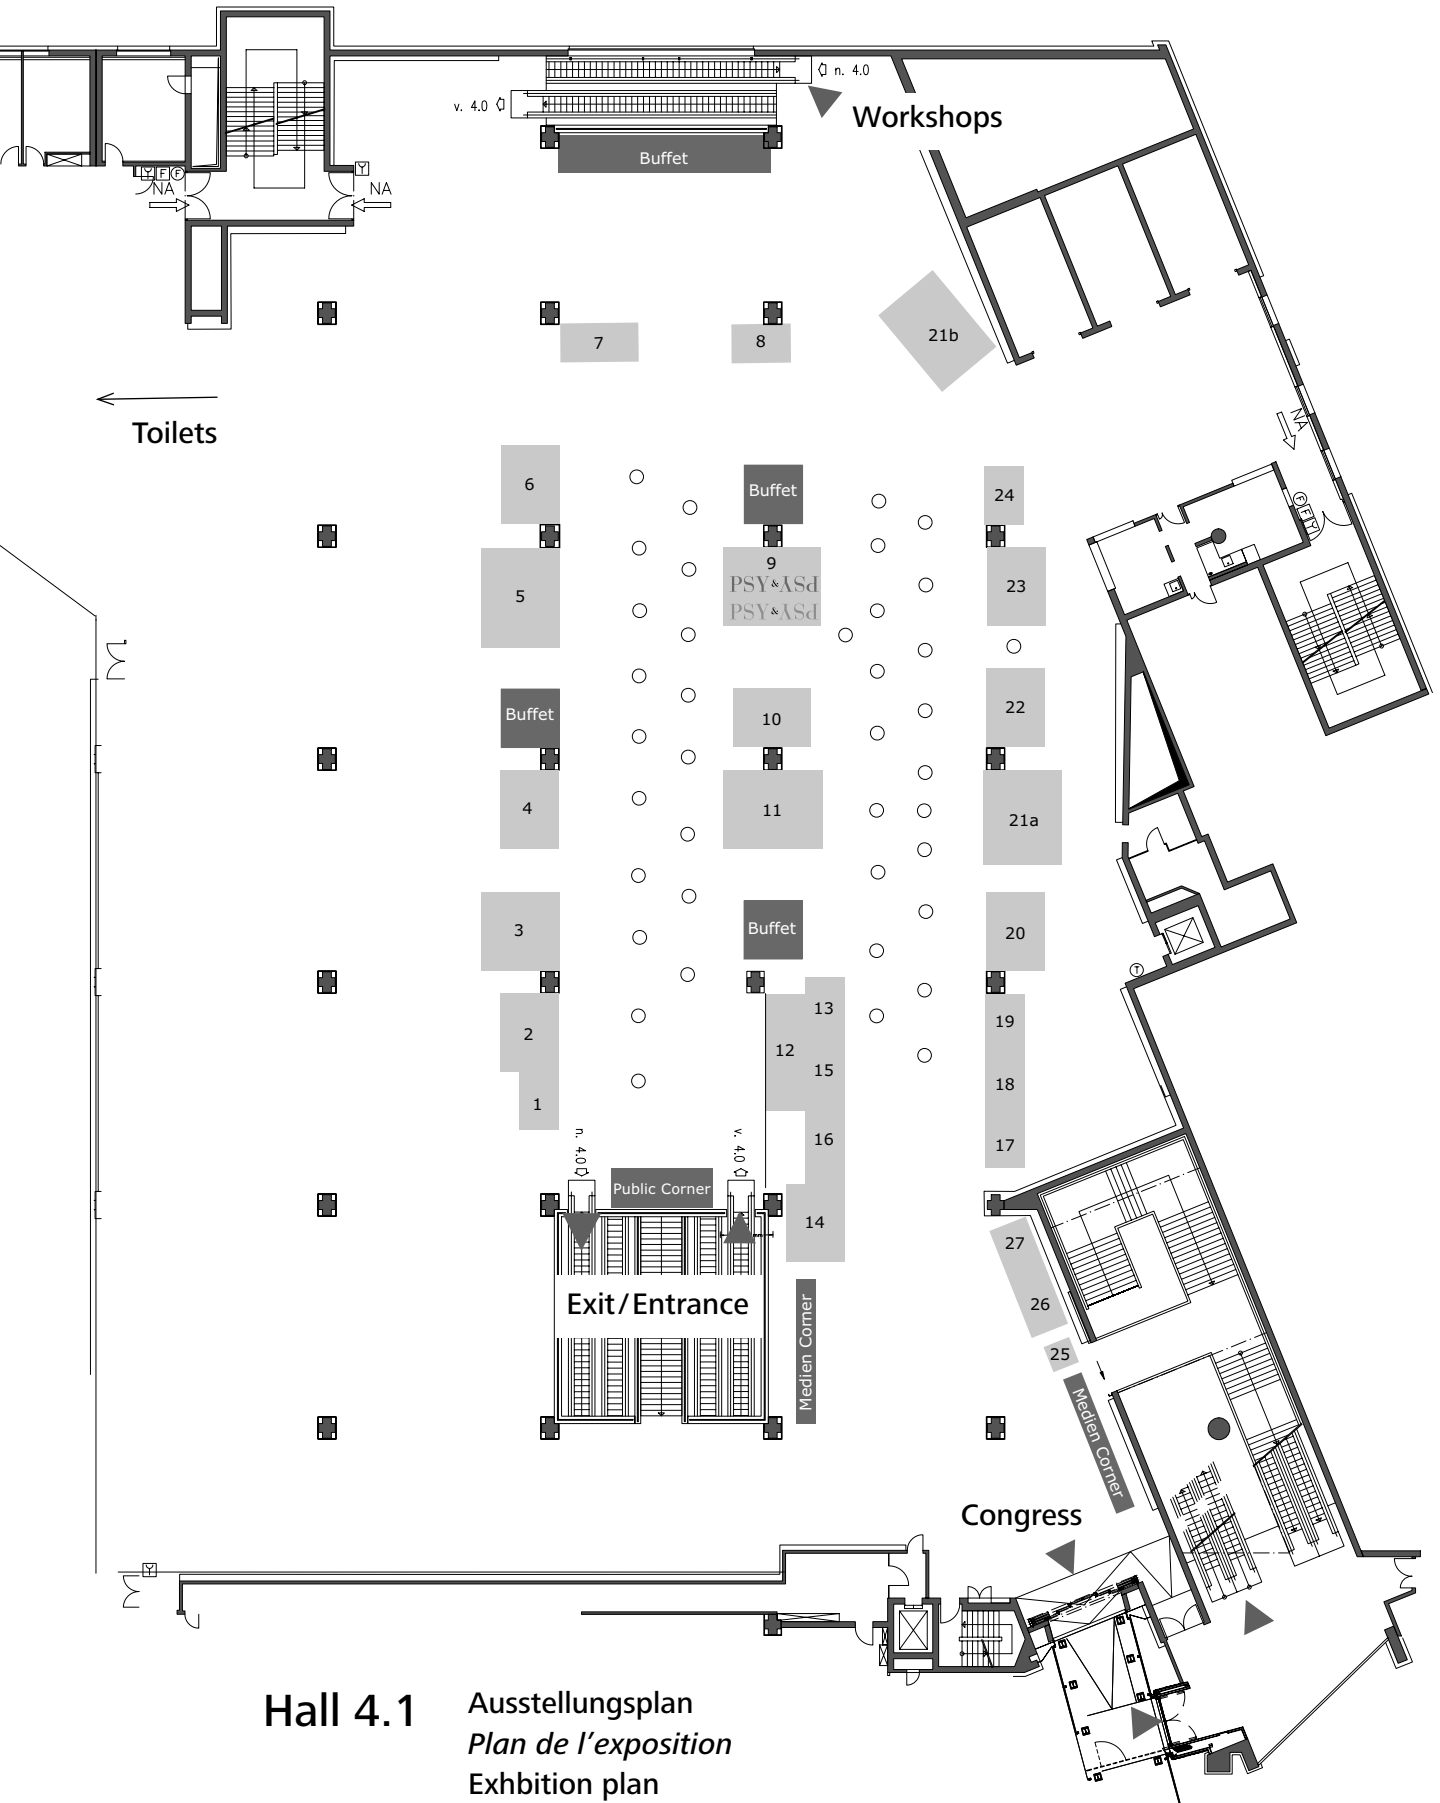 n. 4.0
v. 4.0
Workshops
Buffet
Y F F
Y
NA
NA
7
8
21b
Toilets
NA
6
Buffet
24
F
F
Y
9
5
PSY&YSP
PSY&YSP
23
Buffet
10
22
4
11
21a
3
Buffet
20
T
13
19
2
12
15
18
1
16
17
n. 4.0
v. 4.0
Public Corner
14
27
Exit/Entrance
26
Medien Corner
25
Medien Corner
Congress
Y
Hall 4.1
Ausstellungsplan
Plan de l'exposition
Exhbition plan